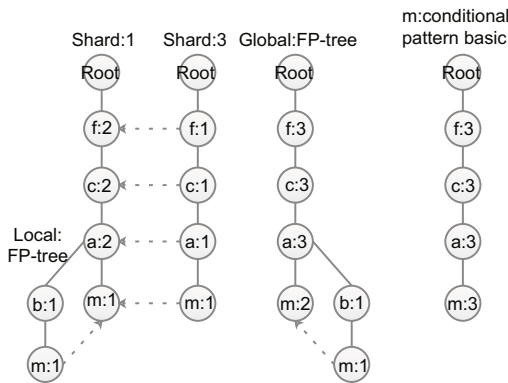 m:conditional
Shard:1 Shard:3 Global:FP-tree pattern basic
Root Root Root Root
f:2 f:1 f:3 f:3
c:2 c:1 c:3 c:3
Local:
FP-tree
a:2 a:1 a:3 a:3
b:1 m:1 m:1 m:2 b:1 m:3
m:1 m:1